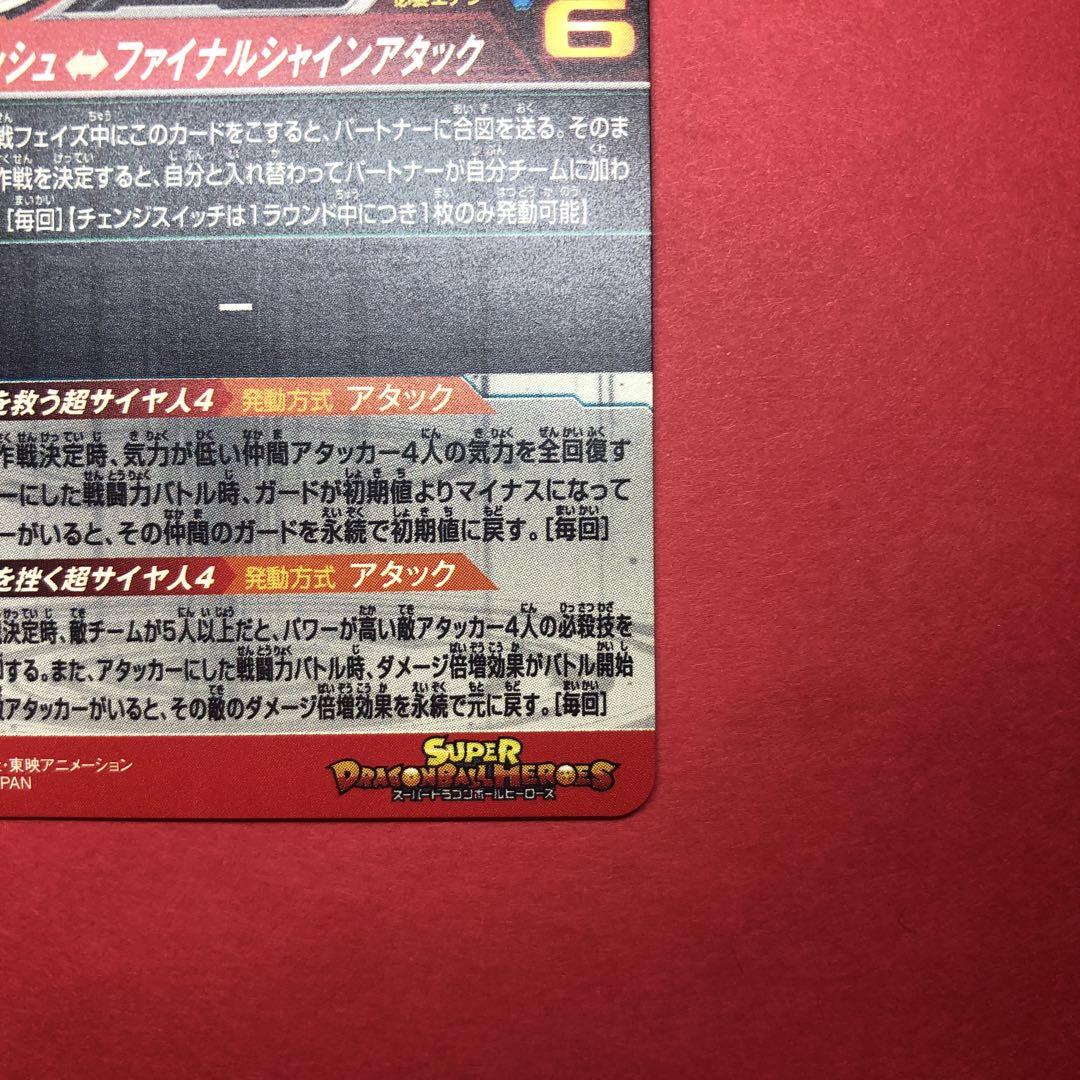 必要エナジ
6
ッシュ⇔ファイナルシャインアタック
戦フェイズ中にこのカードをこすると、パートナーに合図を送る。そのま
作戦を決定すると、自分と入れ替わってパートナーが自分チームに加わ
[毎回]【チェンジスイッチは1ラウンド中につき1枚のみ発動可能】
ー
を救う超サイヤ人4 発動方式 アタック
作戦決定時、気力が低い仲間アタッカー4人の気力を全回復す
ーにした戦闘力バトル時、ガードが初期値よりマイナスになって
ーがいると、その仲間のガードを永続で初期値に戻す。[毎回]
を挫く超サイヤ人4 発動方式 アタック
決定時、敵チームが5人以上だと、パワーが高い敵アタッカー4人の必殺技を
する。また、アタッカーにした戦闘力バトル時、ダメージ倍増効果がバトル開始
敵アタッカーがいると、その敵のダメージ倍増効果を永続で元に戻す。[毎回]
・東映アニメーション
PAN
SUPER
DRAGONBALL HEROES
スーパードラゴンボールヒーローズ